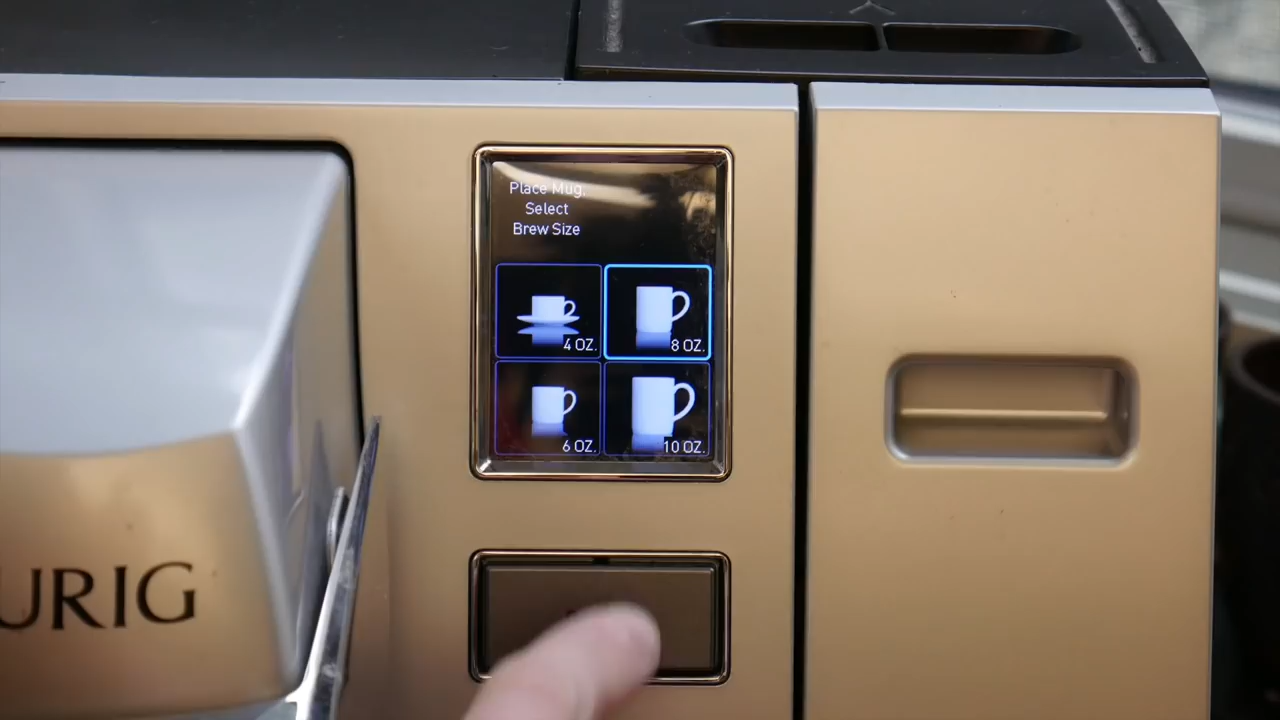 Place Mug,
Select
Brew Size
4 OZ.
8 OZ.
6 OZ.
10 OZ.
URIG